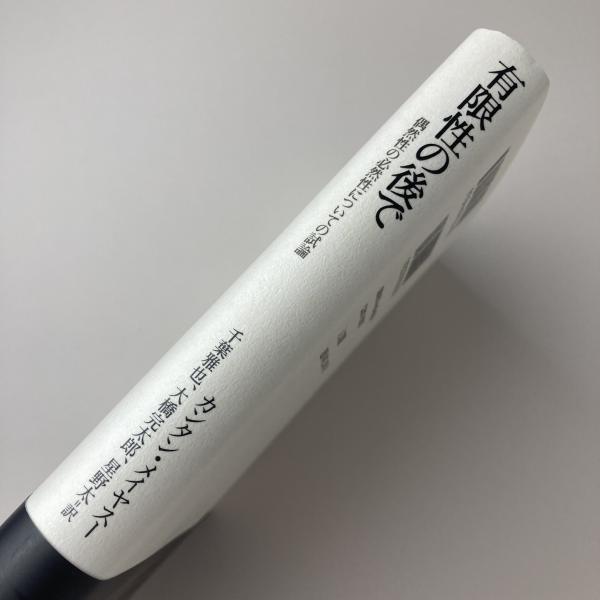 有限性の後で
偶然性の必然性についての試論
カンタン・メイヤスー
千葉雅也、大橋完太郎、星野太=訳